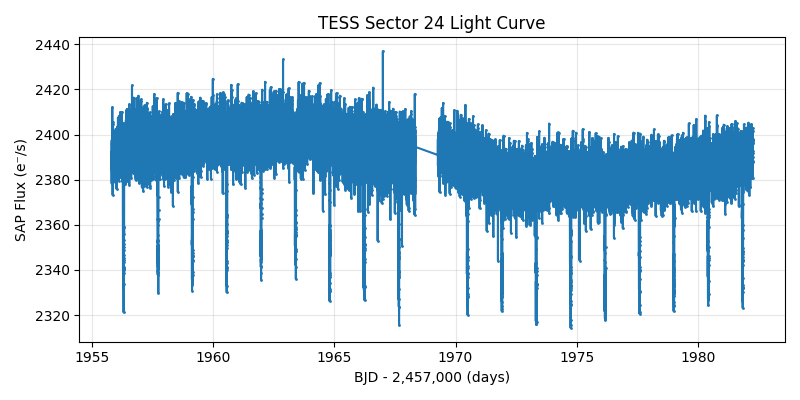 TESS Sector 24 Light Curve
SAP Flux (e⁻/s)
2440
2420
2400
2380
2360
2340
2320
1955 1960 1965 1970 1975 1980
BJD - 2,457,000 (days)